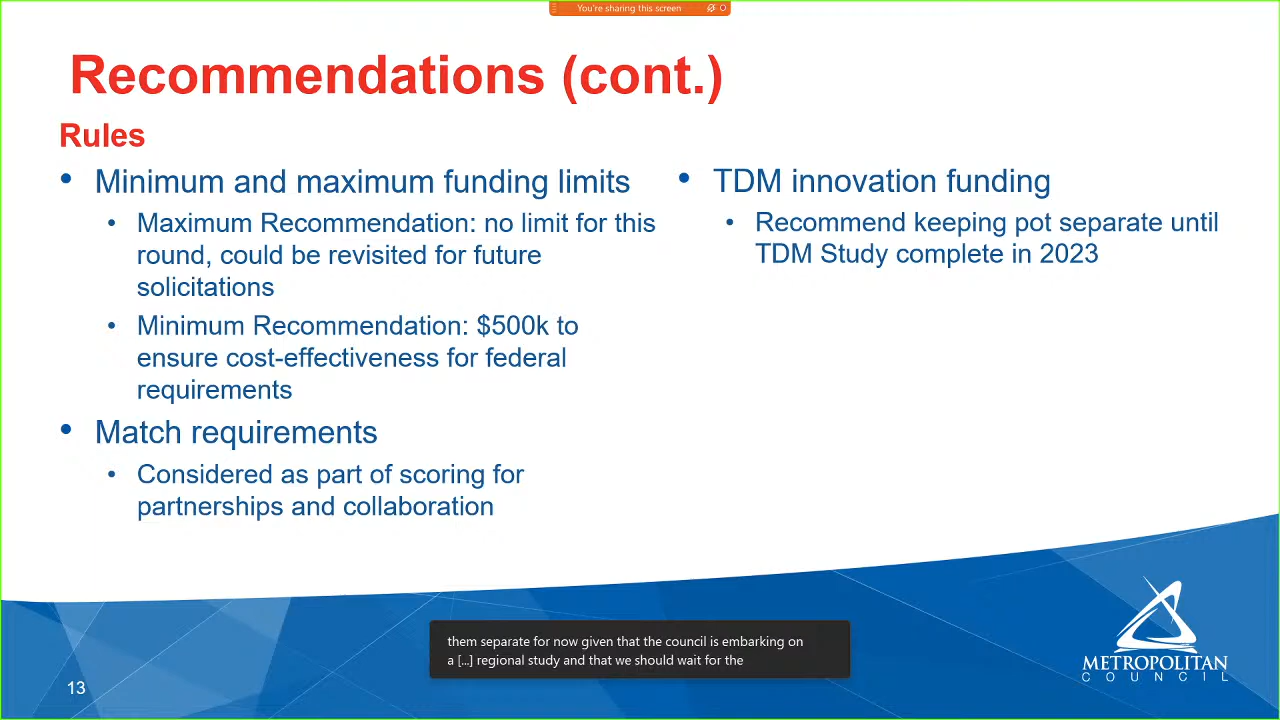 You're sharing this screen
Recommendations (cont.)
Rules
• Minimum and maximum funding limits
• Maximum Recommendation: no limit for this
round, could be revisited for future
solicitations
• Minimum Recommendation: $500k to
ensure cost-effectiveness for federal
requirements
• Match requirements
• Considered as part of scoring for
partnerships and collaboration
• TDM innovation funding
• Recommend keeping pot separate until
TDM Study complete in 2023
them separate for now given that the council is embarking on
a [...] regional study and that we should wait for the
13
METROPOLITAN
COUNCIL